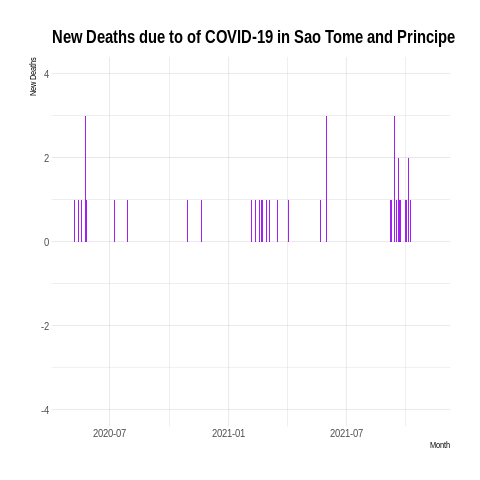 New Deaths due to of COVID-19 in Sao Tome and Principe
New Deaths
4
2
0
-2
-4
2020-07
2021-01
2021-07
Month